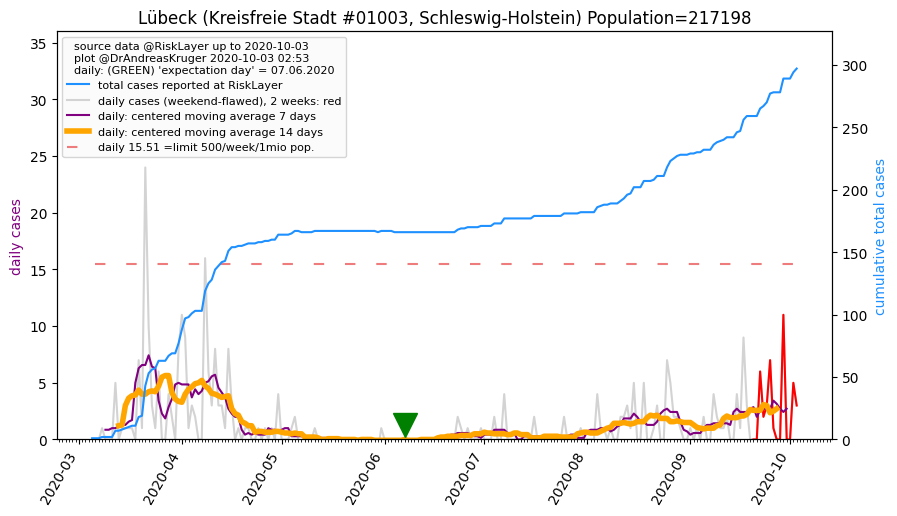 Lübeck (Kreisfreie Stadt #01003, Schleswig-Holstein) Population=217198
source data @RiskLayer up to 2020-10-03
plot @DrAndreasKruger 2020-10-03 02:53
daily: (GREEN) 'expectation day' = 07.06.2020
total cases reported at RiskLayer
daily cases (weekend-flawed), 2 weeks: red
daily: centered moving average 7 days
daily: centered moving average 14 days
daily 15.51 =limit 500/week/1mio pop.
daily cases
35
30
25
20
15
10
5
0
cumulative total cases
300
250
200
150
100
50
0
2020-03
2020-04
2020-05
2020-06
2020-07
2020-08
2020-09
2020-10